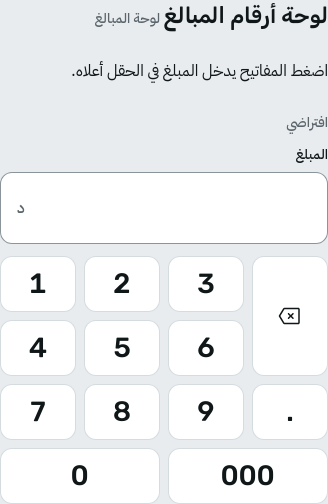 لوحة أرقام المبالغ لوحة المبالغ
اضغط المفاتيح يدخل المبلغ في الحقل أعلاه.
افتراضي
المبلغ
د
1 2 3
4 5 6
7 8 9 .
0 000